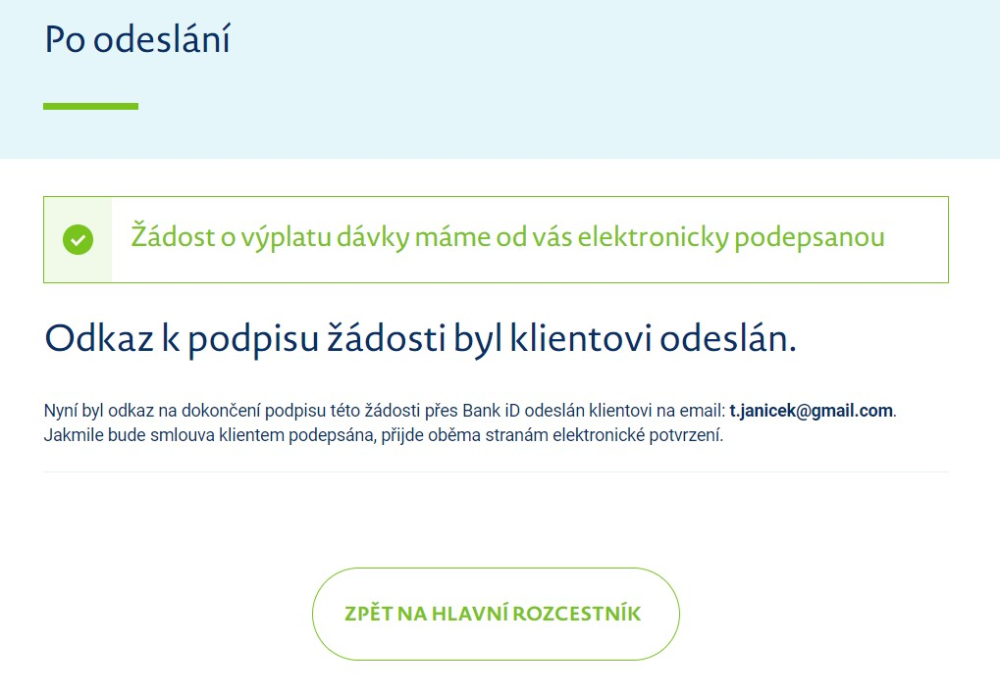 Po odeslání
Žádost o výplatu dávky máme od vás elektronicky podepsanou
Odkaz k podpisu žádosti byl klientovi odeslán.
Nyní byl odkaz na dokončení podpisu této žádosti přes Bank iD odeslán klientovi na email: t.janicek@gmail.com.
Jakmile bude smlouva klientem podepsána, přijde oběma stranám elektronické potvrzení.
ZPĚT NA HLAVNÍ ROZCESTNÍK